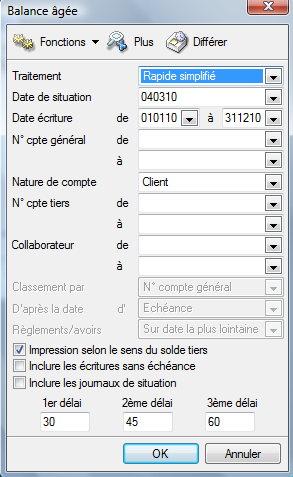 Balance âgée
Fonctions Plus Différer
Traitement Rapide simplifié
Date de situation 040310
Date écriture de 010110 à 311210
N° cpte général de
à
Nature de compte Client
N° cpte tiers de
à
Collaborateur de
à
Classement par N° compte général
D'après la date d' Echéance
Règlements/avoirs Sur date la plus lointaine
Impression selon le sens du solde tiers
Inclure les écritures sans échéance
Inclure les journaux de situation
1er délai 2ème délai 3ème délai
30 45 60
OK Annuler